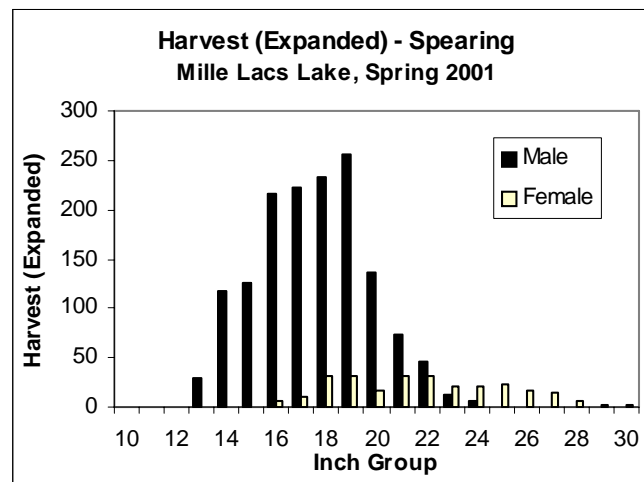 Harvest (Expanded) - Spearing
Mille Lacs Lake, Spring 2001
Harvest (Expanded)
300
250
200
150
100
50
0
Male
Female
10 12 14 16 18 20 22 24 26 28 30
Inch Group